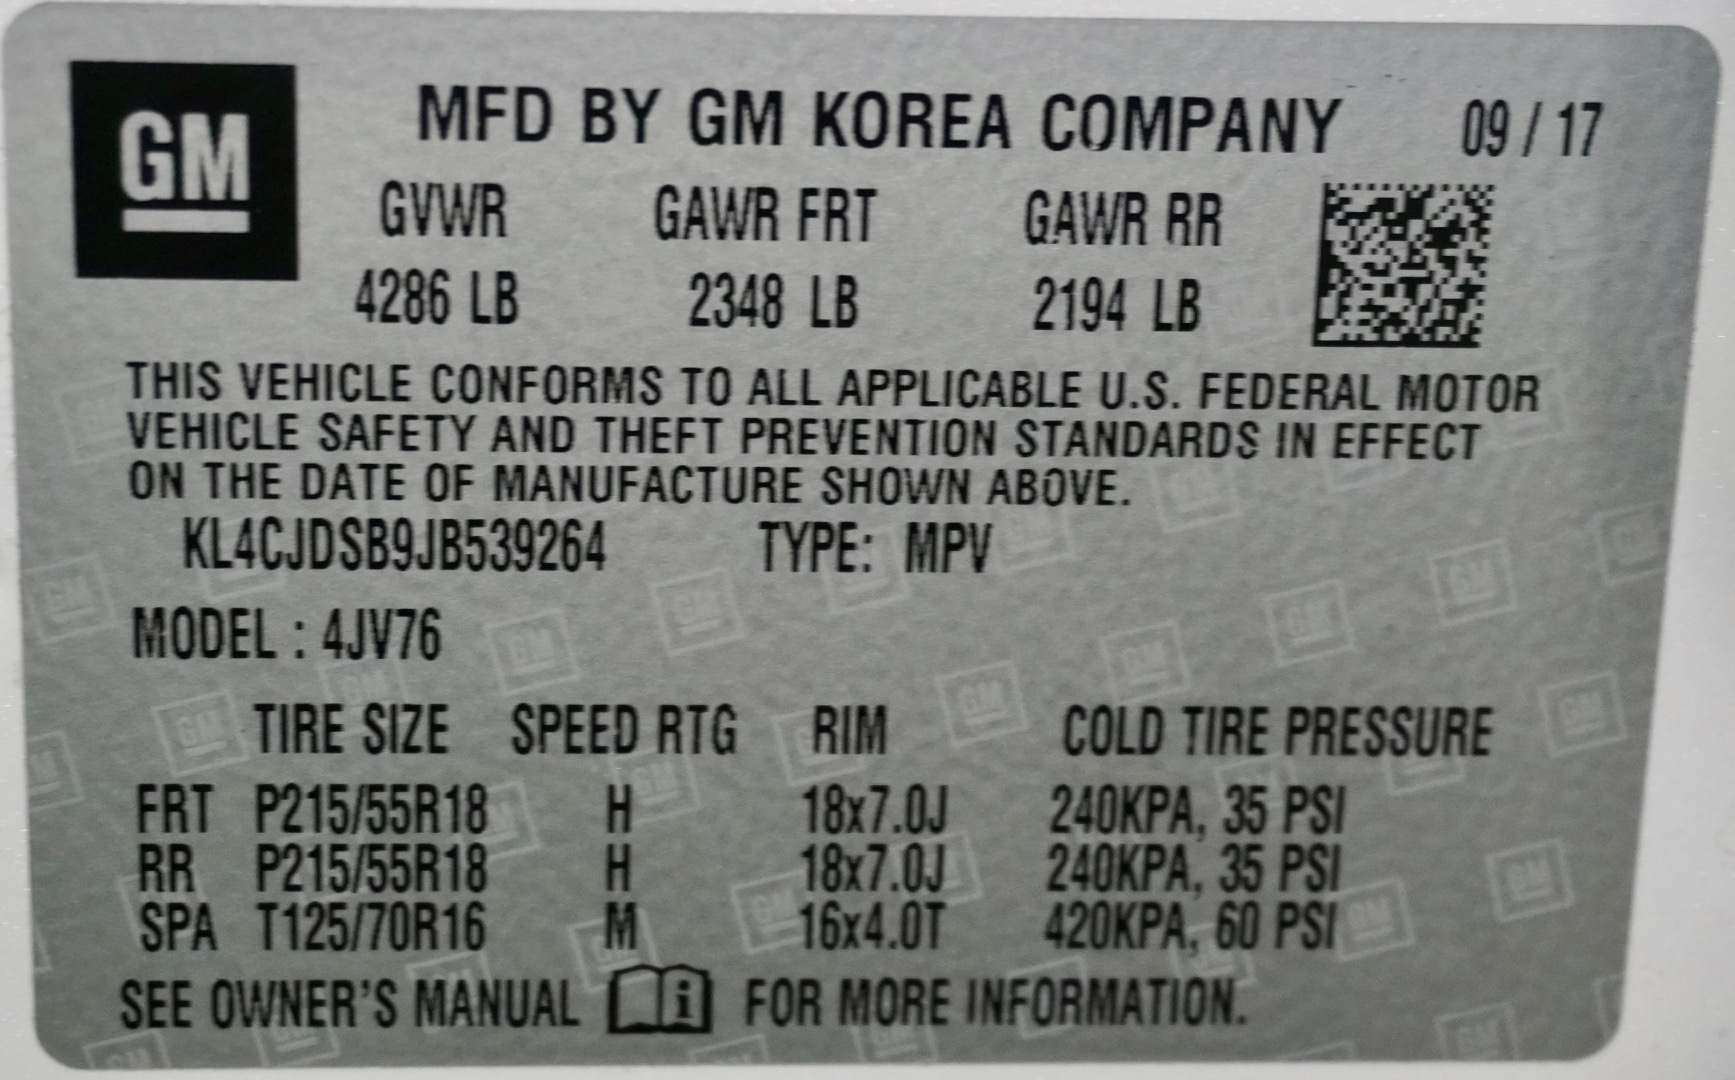 GM
MFD BY GM KOREA COMPANY 09 / 17
GVWR GAWR FRT GAWR RR
4286 LB 2348 LB 2194 LB
THIS VEHICLE CONFORMS TO ALL APPLICABLE U.S. FEDERAL MOTOR
VEHICLE SAFETY AND THEFT PREVENTION STANDARDS IN EFFECT
ON THE DATE OF MANUFACTURE SHOWN ABOVE.
KL4CJDSB9JB539264 TYPE: MPV
MODEL : 4JV76
TIRE SIZE SPEED RTG RIM COLD TIRE PRESSURE
FRT P215/55R18 H 18x7.0J 240KPA, 35 PSI
RR P215/55R18 H 18x7.0J 240KPA, 35 PSI
SPA T125/70R16 M 16x4.0T 420KPA, 60 PSI
SEE OWNER'S MANUAL i FOR MORE INFORMATION.